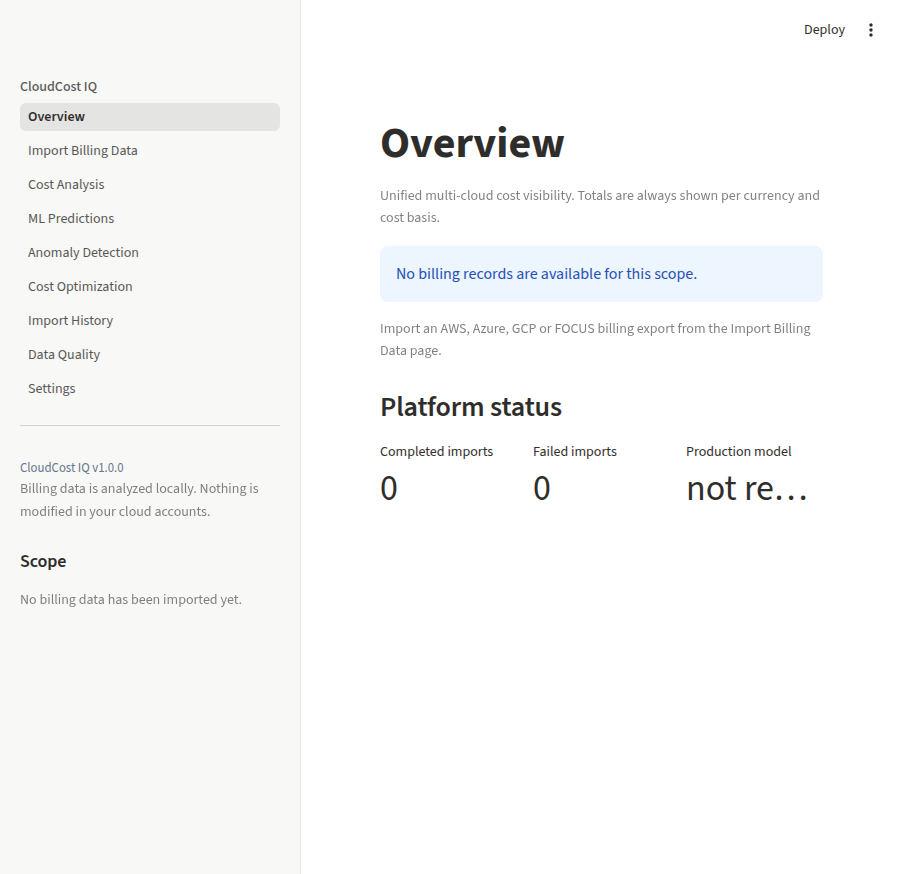 Deploy
CloudCost IQ
Overview
Import Billing Data
Cost Analysis
ML Predictions
Anomaly Detection
Cost Optimization
Import History
Data Quality
Settings
CloudCost IQ v1.0.0
Billing data is analyzed locally. Nothing is
modified in your cloud accounts.
Scope
No billing data has been imported yet.
Overview
Unified multi-cloud cost visibility. Totals are always shown per currency and
cost basis.
No billing records are available for this scope.
Import an AWS, Azure, GCP or FOCUS billing export from the Import Billing
Data page.
Platform status
Completed imports
0
Failed imports
0
Production model
not re…